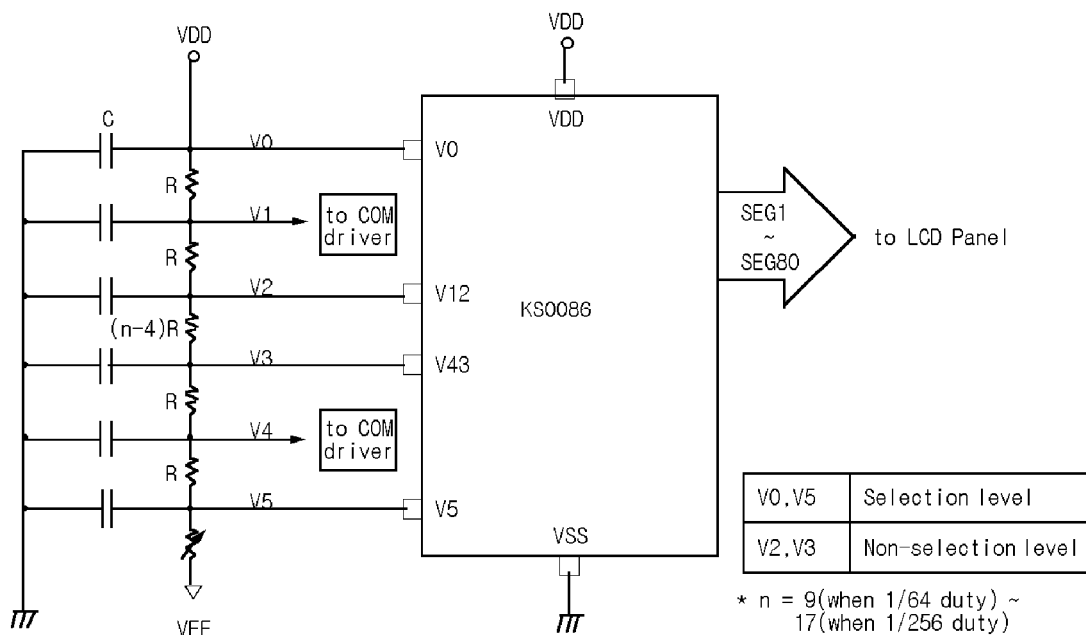 VDD
VDD
C
VDD
V0
V0
R
V1
to COM
driver
SEG1
~
SEG80
to LCD Panel
R
V2
V12
KS0086
(n-4)R
V3
V43
R
V4
to COM
driver
R
V5
V5
V0,V5 Selection level
VSS
V2,V3 Non-selection level
* n = 9(when 1/64 duty) ~
17(when 1/256 duty)
VEE